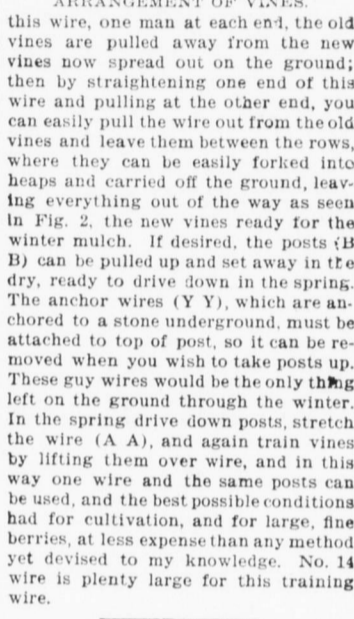 ARRANGEMENT OF VINES.
this wire, one man at each end, the old
vines are pulled away from the new
vines now spread out on the ground;
then by straightening one end of this
wire and pulling at the other end, you
can easily pull the wire out from the old
vines and leave them between the rows,
where they can be easily forked into
heaps and carried off the ground, leav-
ing everything out of the way as seen
in Fig. 2, the new vines ready for the
winter mulch. If desired, the posts (B
B) can be pulled up and set away in the
dry, ready to drive down in the spring.
The anchor wires (Y Y), which are an-
chored to a stone underground, must be
attached to top of post, so it can be re-
moved when you wish to take posts up.
These guy wires would be the only thing
left on the ground through the winter.
In the spring drive down posts, stretch
the wire (A A), and again train vines
by lifting them over wire, and in this
way one wire and the same posts can
be used, and the best possible conditions
had for cultivation, and for large, fine
berries, at less expense than any method
yet devised to my knowledge. No. 14
wire is plenty large for this training
wire.